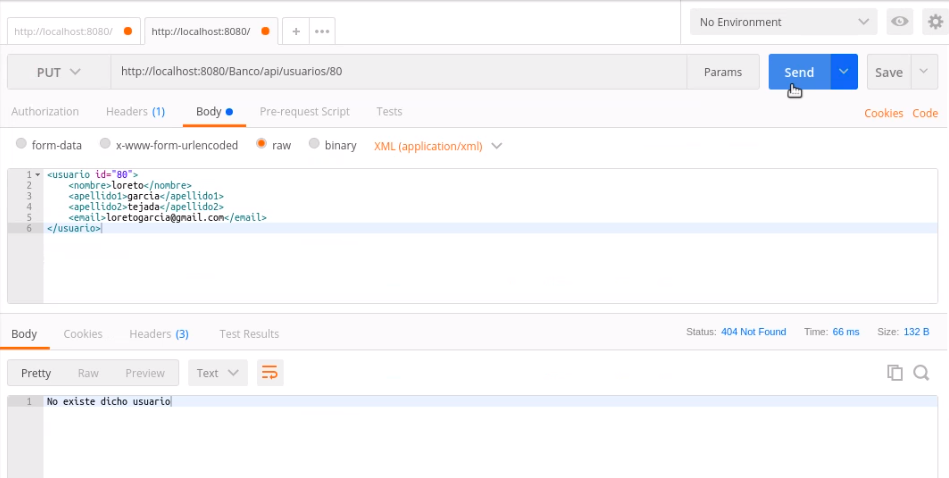 http://localhost:8080/
http://localhost:8080/
+
•••
No Environment
PUT
http://localhost:8080/Banco/api/usuarios/80
Params
Send
Save
Authorization
Headers (1)
Body
Pre-request Script
Tests
Cookies
Code
form-data
x-www-form-urlencoded
raw
binary
XML (application/xml)
1 <usuario id="80">
2 <nombre>loreto</nombre>
3 <apellido1>garcia</apellido1>
4 <apellido2>tejada</apellido2>
5 <email>loretogarcia@gmail.com</email>
6 </usuario>
Body
Cookies
Headers (3)
Test Results
Status: 404 Not Found
Time: 66 ms
Size: 132 B
Pretty
Raw
Preview
Text
1 No existe dicho usuario